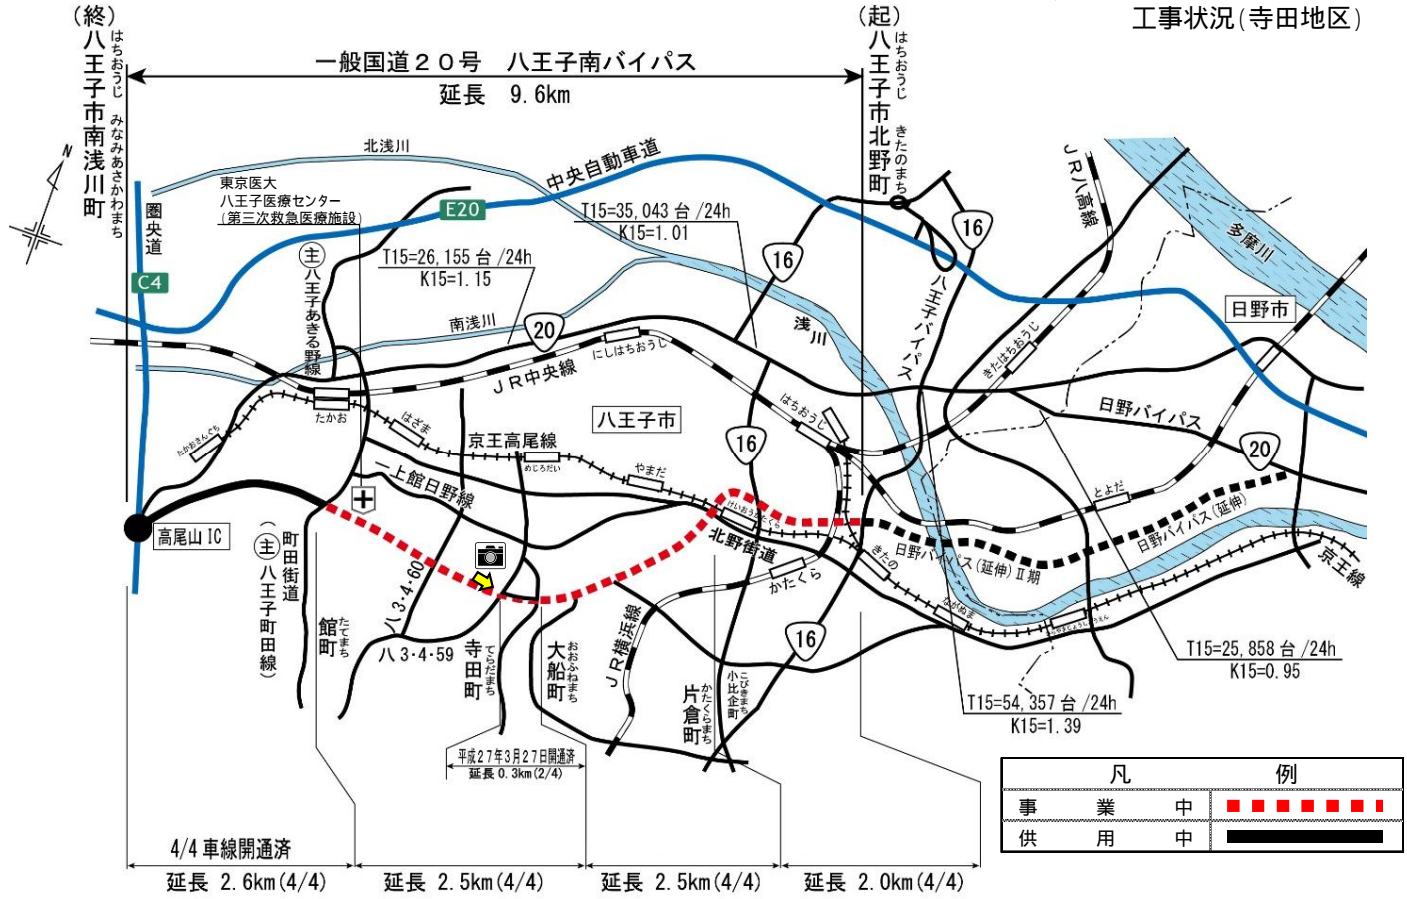 工事状況(寺田地区)
(終)
八王子市南浅川町
はちおうじ みなみあさかわまち
(起)
八王子市北野町
はちおうじ きたのまち
一般国道20号 八王子南バイパス
延長 9.6km
N
北浅川
中央自動車道
東京医大
八王子医療センター
(第三次救急医療施設)
圏央道
C4
E20
T15=35,043 台 /24h
K15=1.01
T15=26,155 台 /24h
K15=1.15
主
八王子あきる野線
南浅川
20
16
16
浅川
八王子バイパス
JR八高線
多摩川
日野市
にしはちおうじ
JR中央線
きたはちおうじ
たかお
はざま
たかおさんぐち
八王子市
はちおうじ
日野バイパス
20
京王高尾線
めじろだい
やまだ
16
一上館日野線
とよだ
けいおうかたくら
高尾山 IC
北野街道
きたの
日野バイパス(延伸)Ⅱ期
日野バイパス(延伸)
京王線
町田街道
(主)八王子町田線)
八3・4・60
八 3・4・59
かたくら
ながぬま
16
JR横浜線
館町
たてまち
寺田町
てらだまち
大船町
おおふねまち
片倉町
かたくらまち
小比企町
こびきまち
T15=25,858 台 /24h
K15=0.95
T15=54,357 台 /24h
K15=1.39
平成27年3月27日開通済
延長 0.3km(2/4)
凡 例
事 業 中
供 用 中
4/4 車線開通済
延長 2.6km(4/4)
延長 2.5km(4/4)
延長 2.5km(4/4)
延長 2.0km(4/4)